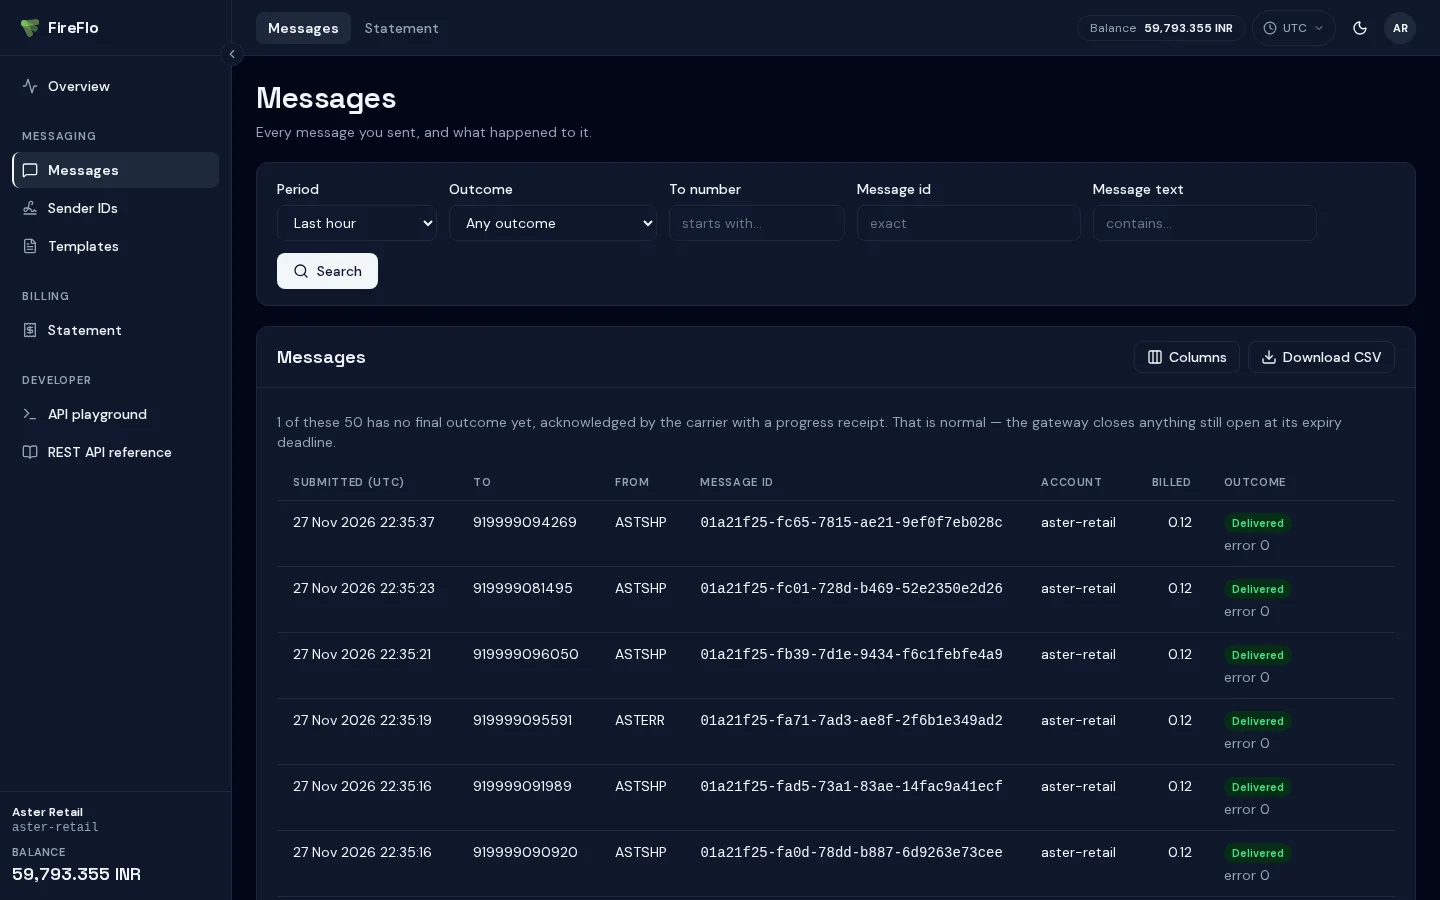 FireFlo
Messages
Statement
Balance 59,793.355 INR
UTC
AR
Overview
MESSAGING
Messages
Sender IDs
Templates
BILLING
Statement
DEVELOPER
API playground
REST API reference
Aster Retail
aster-retail
BALANCE
59,793.355 INR
Messages
Every message you sent, and what happened to it.
Period Outcome To number Message id Message text
Last hour Any outcome starts with... exact contains...
Search
Messages
Columns Download CSV
1 of these 50 has no final outcome yet, acknowledged by the carrier with a progress receipt. That is normal — the gateway closes anything still open at its expiry
deadline.
SUBMITTED (UTC) TO FROM MESSAGE ID ACCOUNT BILLED OUTCOME
27 Nov 2026 22:35:37 919999094269 ASTSHP 01a21f25-fc65-7815-ae21-9ef0f7eb028c aster-retail 0.12 Delivered
error 0
27 Nov 2026 22:35:23 919999081495 ASTSHP 01a21f25-fc01-728d-b469-52e2350e2d26 aster-retail 0.12 Delivered
error 0
27 Nov 2026 22:35:21 919999096050 ASTSHP 01a21f25-fb39-7d1e-9434-f6c1febfe4a9 aster-retail 0.12 Delivered
error 0
27 Nov 2026 22:35:19 919999095591 ASTERR 01a21f25-fa71-7ad3-ae8f-2f6b1e349ad2 aster-retail 0.12 Delivered
error 0
27 Nov 2026 22:35:16 919999091989 ASTSHP 01a21f25-fad5-73a1-83ae-14fac9a41ecf aster-retail 0.12 Delivered
error 0
27 Nov 2026 22:35:16 919999090920 ASTSHP 01a21f25-fa0d-78dd-b887-6d9263e73cee aster-retail 0.12 Delivered
error 0